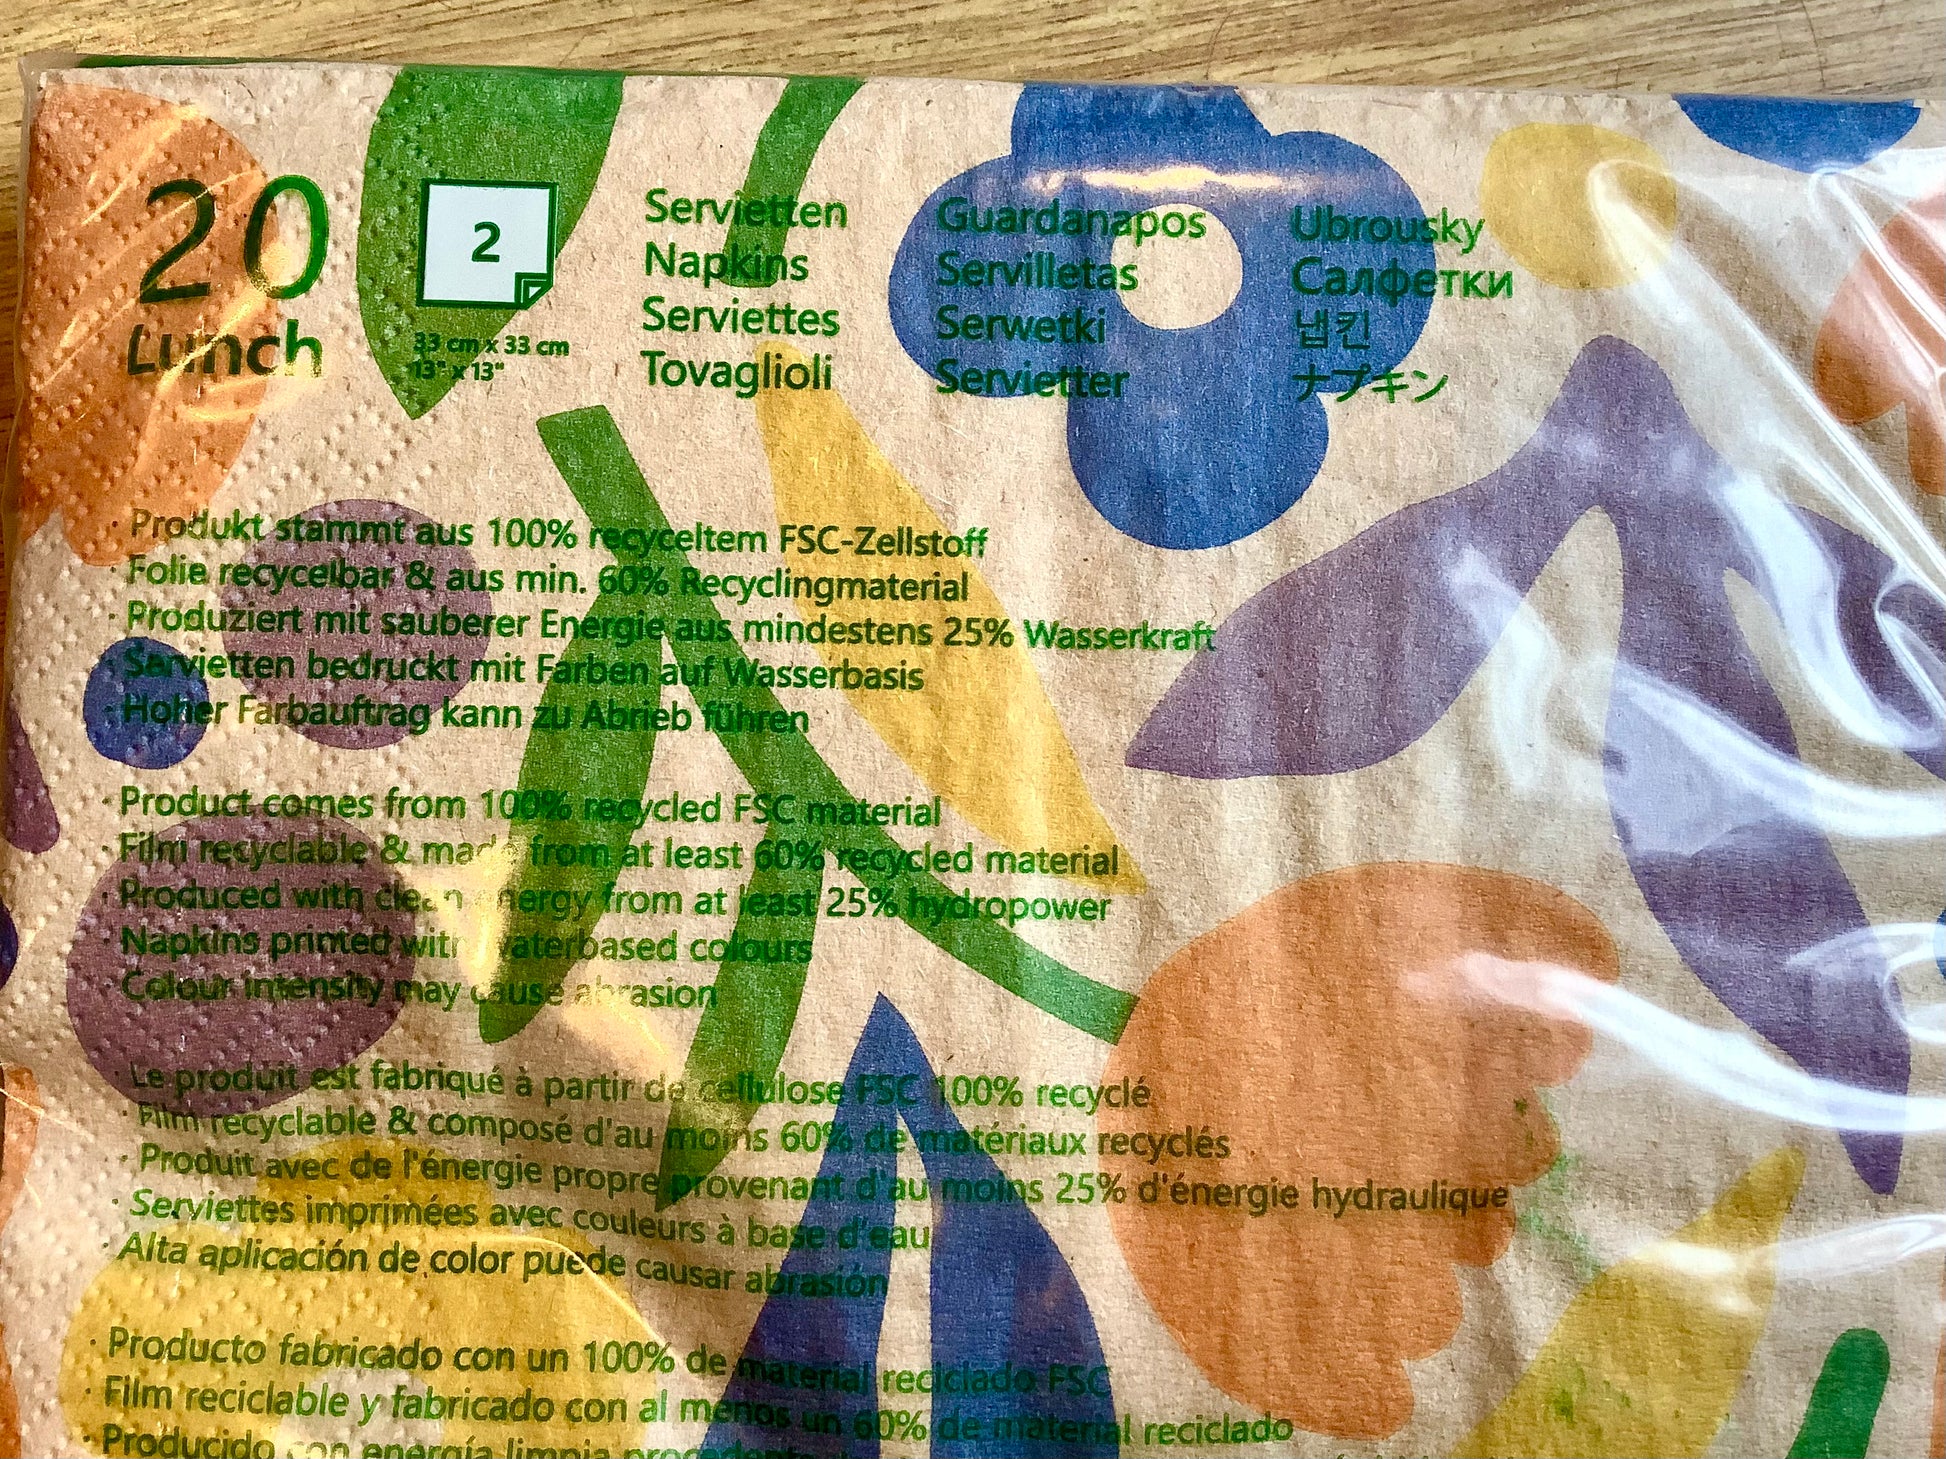 20
Lunch
2
33 cm x 33 cm
13" x 13"
Servietten
Napkins
Serviettes
Tovaglioli
Guardanapos
Servilletas
Serwetki
Servietter
Ubrousky
Салфетки
냅킨
ナプキン
· Produkt stammt aus 100% recyceltem FSC-Zellstoff
· Folie recycelbar & aus min. 60% Recyclingmaterial
· Produziert mit sauberer Energie aus mindestens 25% Wasserkraft
· Servietten bedruckt mit Farben auf Wasserbasis
· Hoher Farbauftrag kann zu Abrieb führen
· Product comes from 100% recycled FSC material
· Film recyclable & made from at least 60% recycled material
· Produced with clean energy from at least 25% hydropower
· Napkins printed with waterbased colours
· Colour intensity may cause abrasion
· Le produit est fabriqué à partir de cellulose FSC 100% recyclé
· Film recyclable & composé d'au moins 60% de matériaux recyclés
· Produit avec de l'énergie propre provenant d'au moins 25% d'énergie hydraulique
· Serviettes imprimées avec couleurs à base d'eau
· Alta aplicación de color puede causar abrasión
· Producto fabricado con un 100% de material reciclado FSC
· Film reciclable y fabricado con al menos un 60% de material reciclado
· Producido con energía limpia